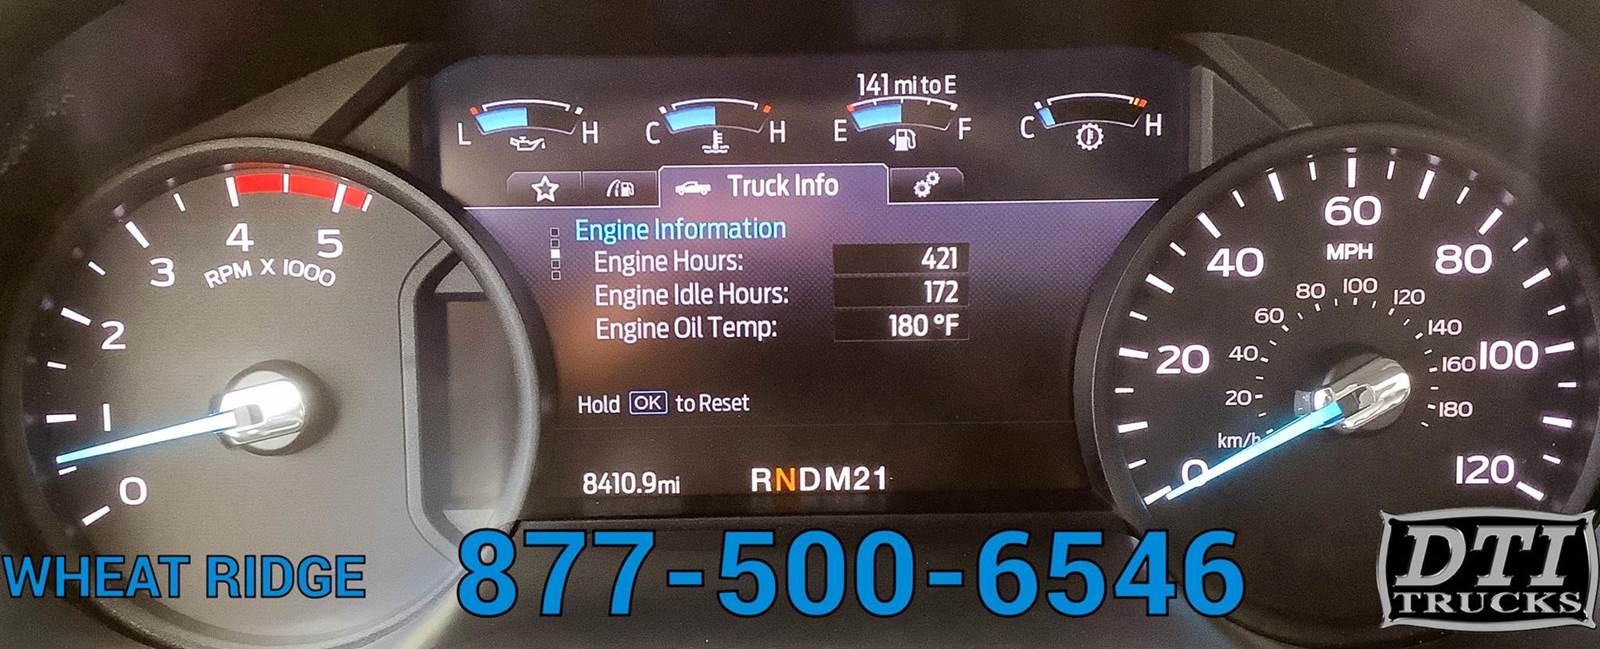 141 mi to E
L H
C H
E F
C H
Truck Info
Engine Information
Engine Hours: 421
Engine Idle Hours: 172
Engine Oil Temp: 180 °F
Hold OK to Reset
8410.9mi RNDM21
0 1 2 3 4 5
RPM X 1000
0 20 40 60 80 100 120
MPH
20 40 60 80 100 120 140 160 180
km/h
WHEAT RIDGE
877-500-6546
DTI
TRUCKS